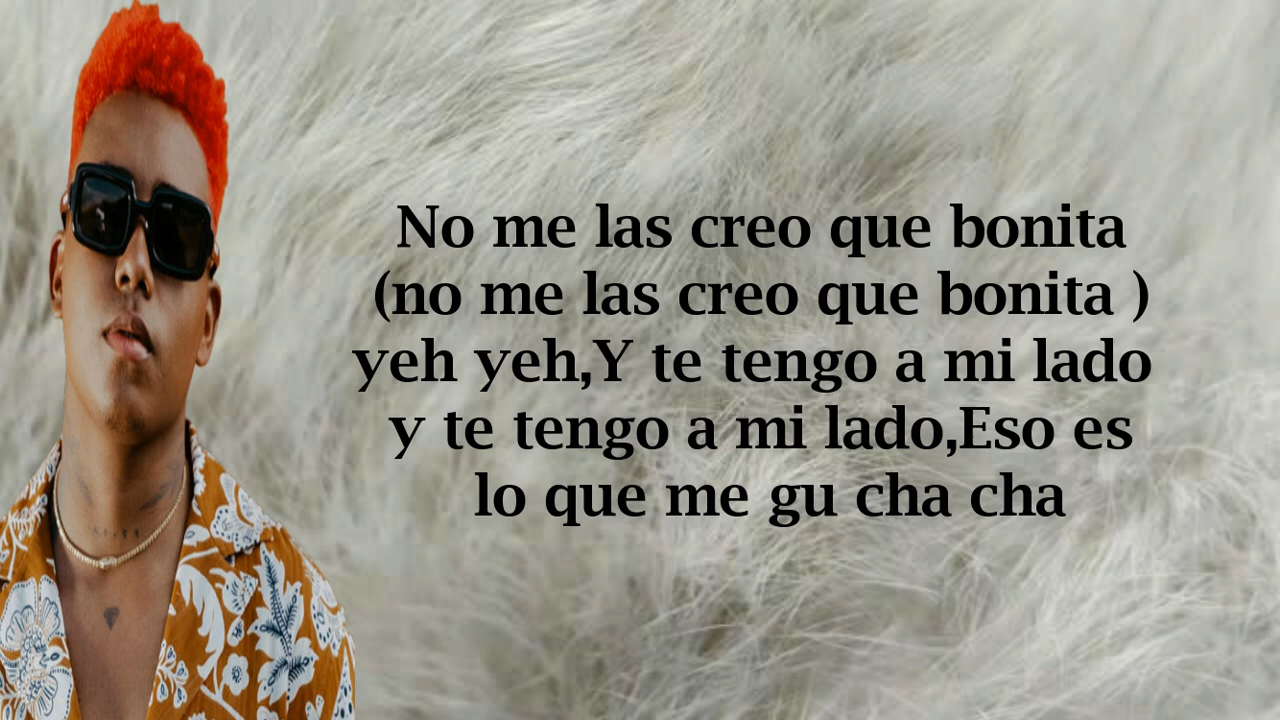 No me las creo que bonita
(no me las creo que bonita )
yeh yeh,Y te tengo a mi lado
y te tengo a mi lado,Eso es
lo que me gu cha cha